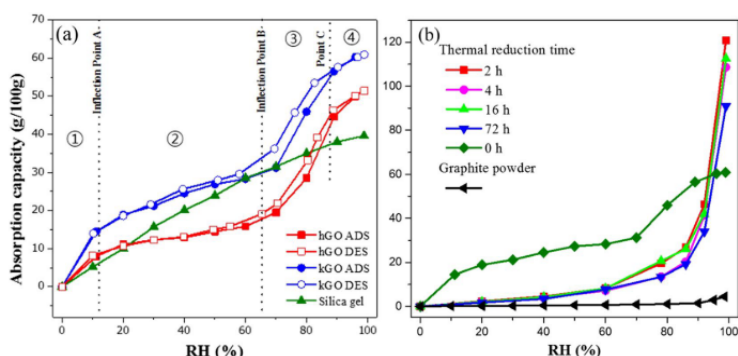 (a)
Inflection Point A
Inflection Point B
Point C
①
②
③
④
Absorption capacity (g/100g)
70
60
50
40
30
20
10
0
hGO ADS
hGO DES
kGO ADS
kGO DES
Silica gel
0 20 40 60 80 100
RH (%)
(b)
Thermal reduction time
2 h
4 h
16 h
72 h
0 h
Graphite powder
120
100
80
60
40
20
0
0 20 40 60 80 100
RH (%)